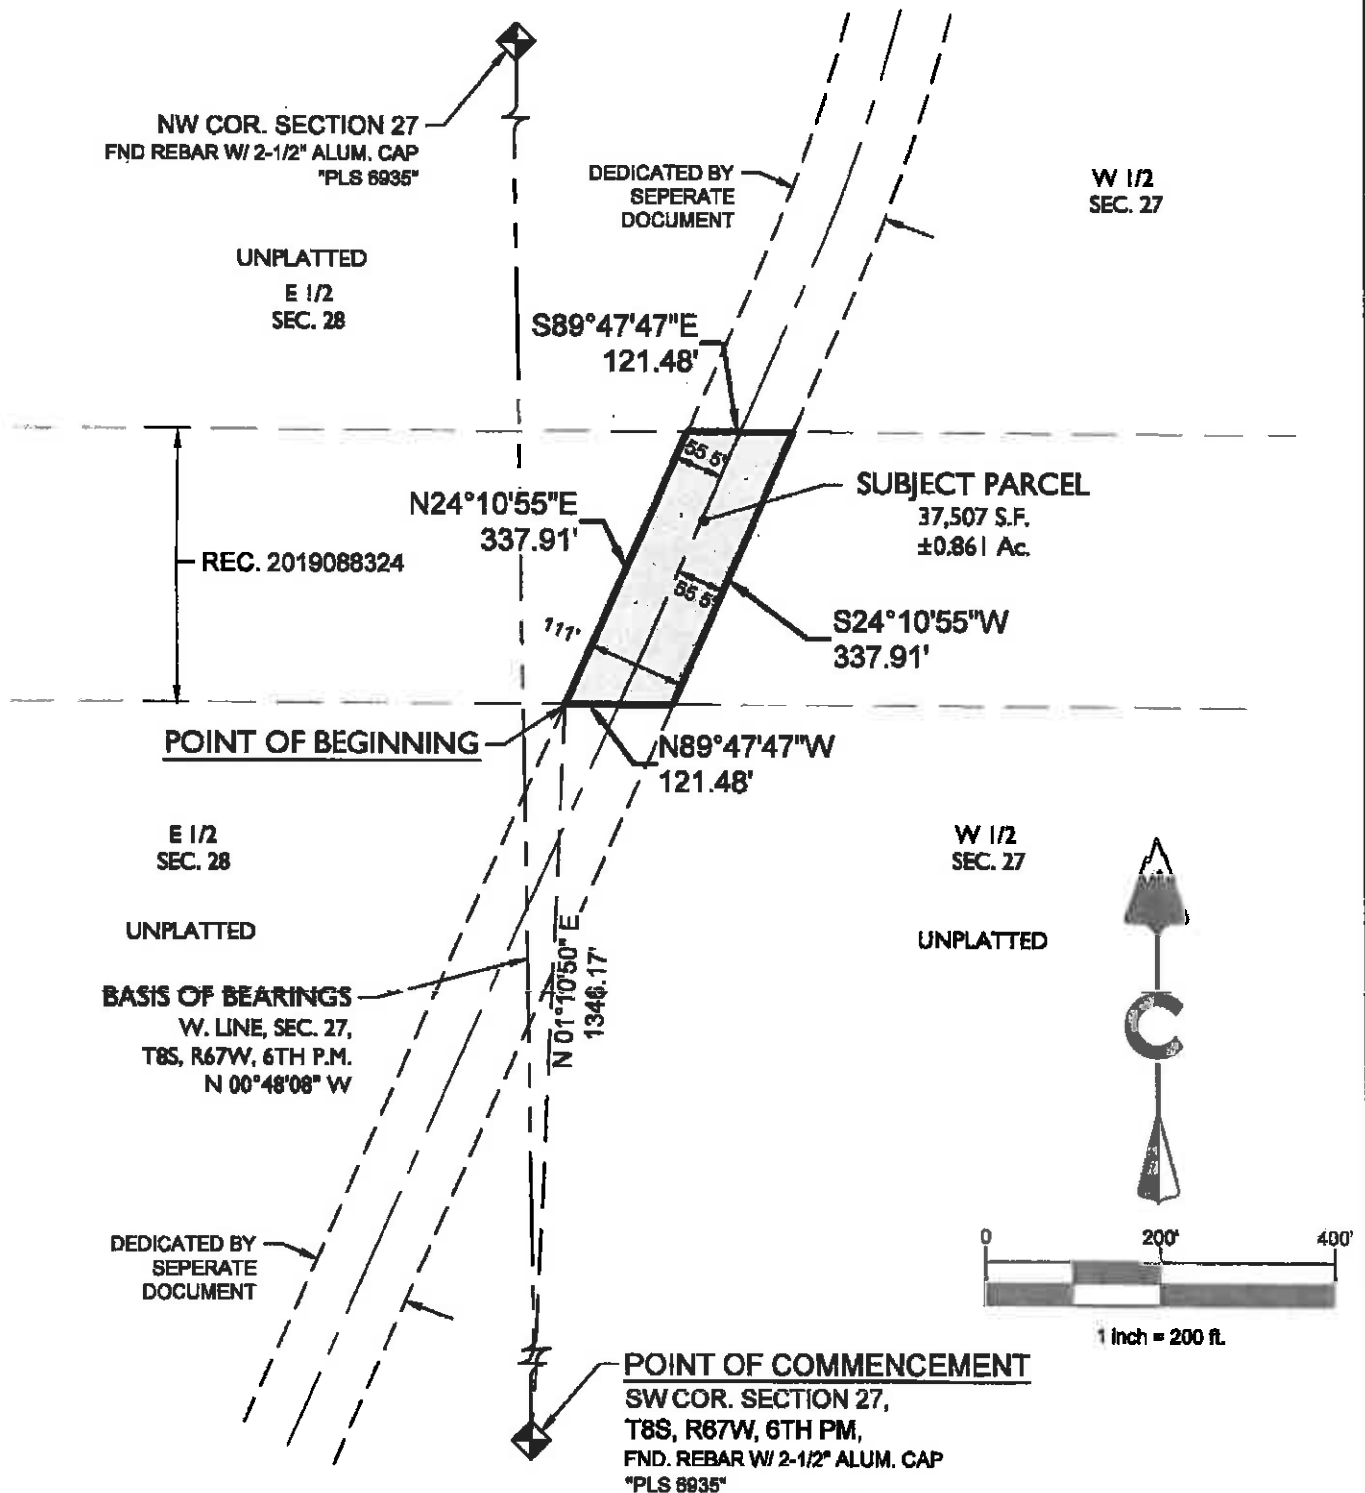 NW COR. SECTION 27
FND REBAR W/ 2-1/2" ALUM. CAP
"PLS 6935"
DEDICATED BY
SEPERATE
DOCUMENT
W 1/2
SEC. 27
UNPLATTED
E 1/2
SEC. 28
S89°47'47"E
121.48'
55.5'
SUBJECT PARCEL
37,507 S.F.
±0.861 Ac.
N24°10'55"E
337.91'
REC. 2019088324
55.5'
111'
S24°10'55"W
337.91'
POINT OF BEGINNING
N89°47'47"W
121.48'
E 1/2
SEC. 28
UNPLATTED
W 1/2
SEC. 27
UNPLATTED
BASIS OF BEARINGS
W. LINE, SEC. 27,
T8S, R67W, 6TH P.M.
N 00°48'08" W
N 01°10'50" E
1346.17'
DEDICATED BY
SEPERATE
DOCUMENT
0 200' 400'
1 inch = 200 ft.
POINT OF COMMENCEMENT
SW COR. SECTION 27,
T8S, R67W, 6TH PM,
FND. REBAR W/ 2-1/2" ALUM. CAP
"PLS 6935"